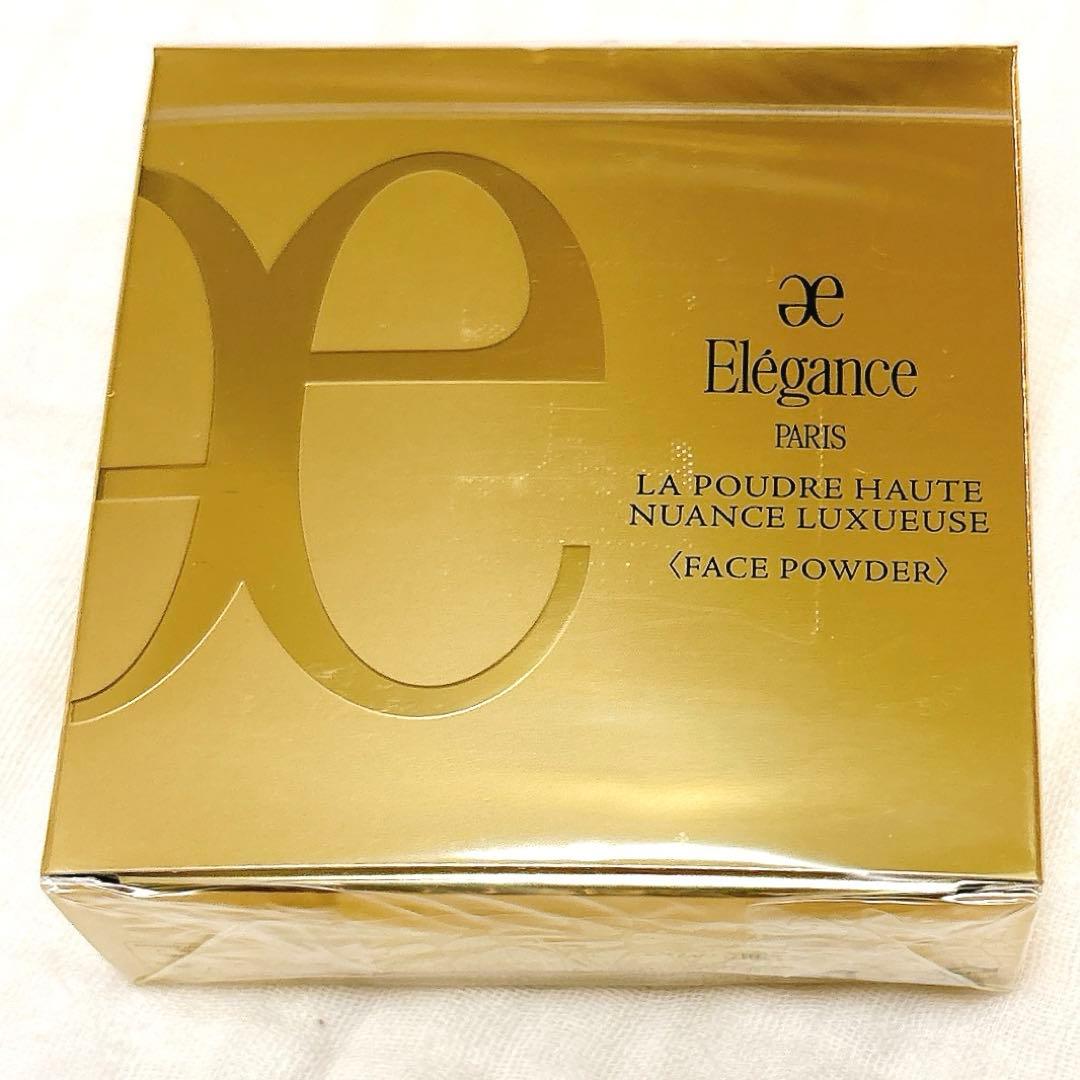 Elégance
PARIS
LA POUDRE HAUTE
NUANCE LUXUEUSE
〈FACE POWDER〉